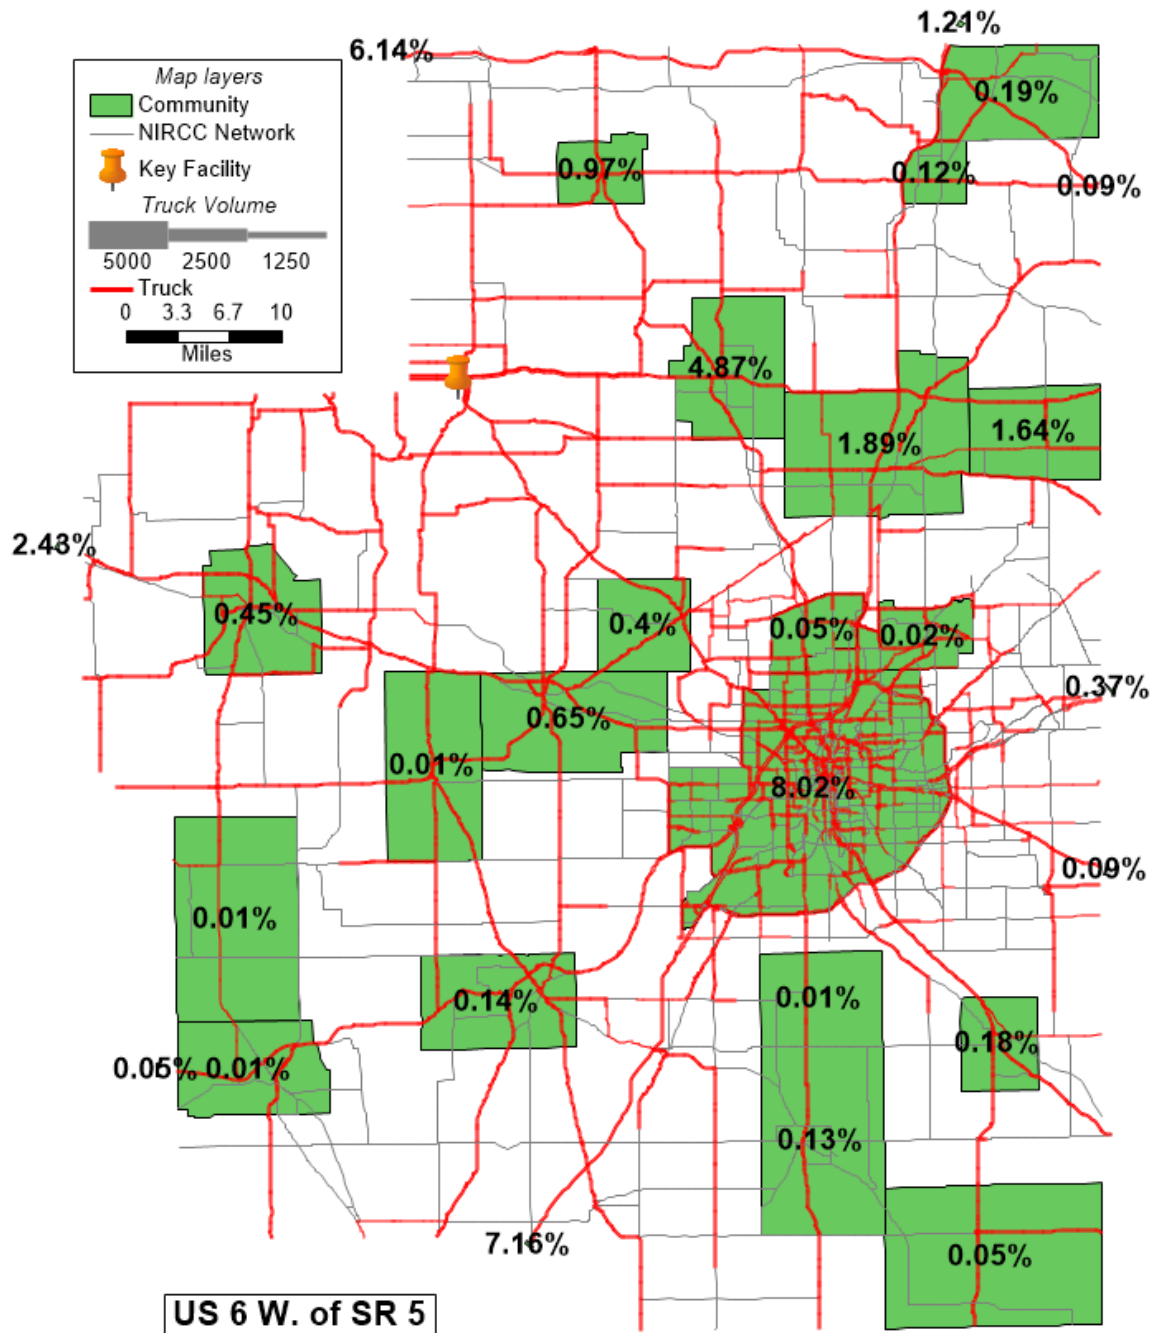 1.21%
6.14%
Map layers
Community
NIRCC Network
Key Facility
Truck Volume
5000 2500 1250
Truck
0 3.3 6.7 10
Miles
0.19%
0.97%
0.12%
0.09%
4.87%
1.89%
1.64%
2.43%
0.45%
0.4%
0.05%
0.02%
0.37%
0.65%
0.01%
8.02%
0.09%
0.01%
0.14%
0.01%
0.18%
0.05% 0.01%
0.13%
7.16%
0.05%
US 6 W. of SR 5